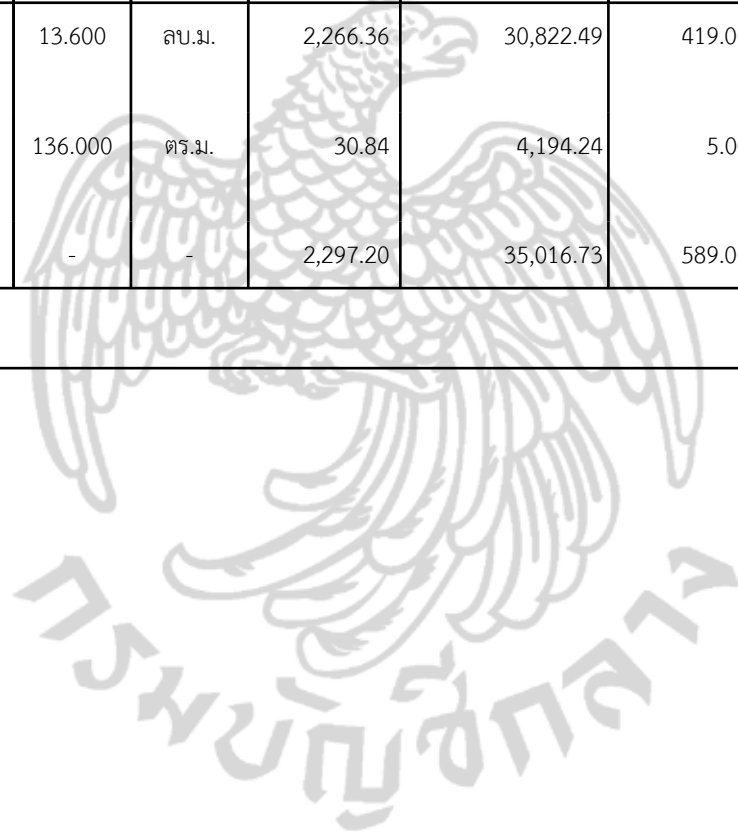 13.600 ลบ.ม. 2,266.36 30,822.49 419.0
136.000 ตร.ม. 30.84 4,194.24 5.0
- - 2,297.20 35,016.73 589.0
กรมบัญชีกลาง